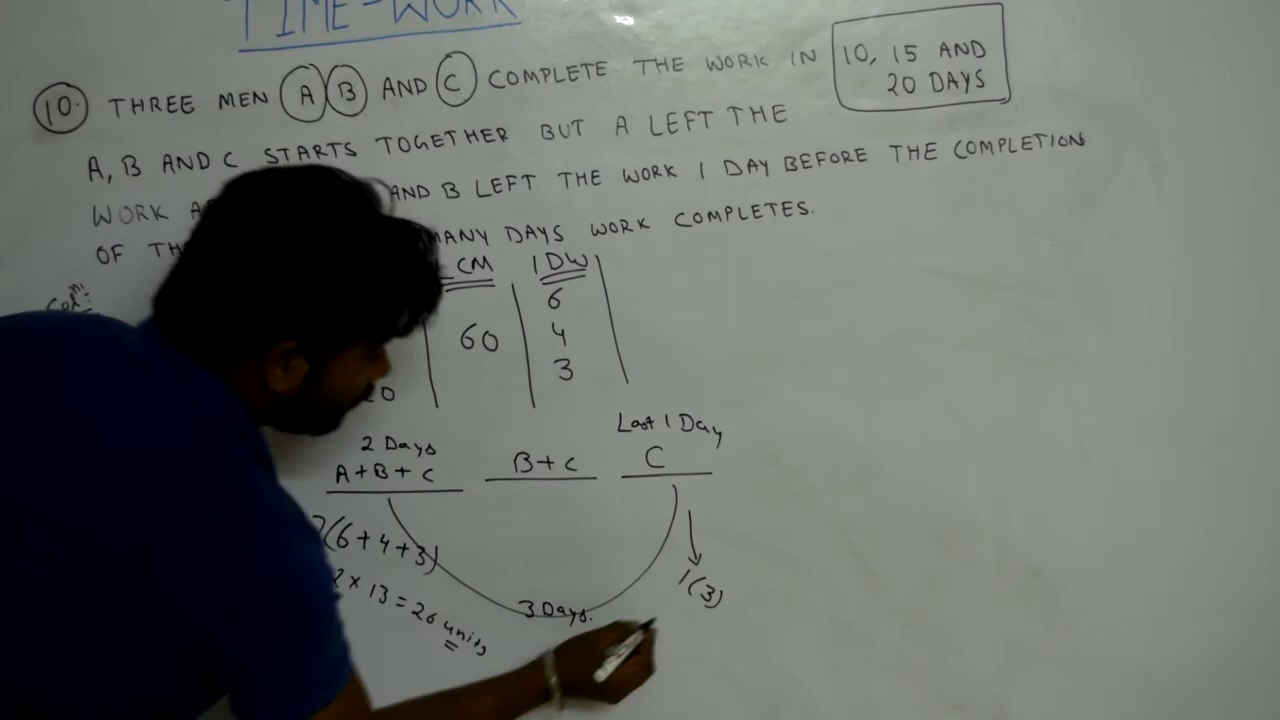 TIME-WORK
10. THREE MEN A B AND C COMPLETE THE WORK IN 10, 15 AND
20 DAYS
A, B AND C STARTS TOGETHER BUT A LEFT THE
WORK AND B LEFT THE WORK 1 DAY BEFORE THE COMPLETION
OF MANY DAYS WORK COMPLETES.
Soln:
LCM 1DW
6
60 4
3
20
2 Days
A+B+C
B+C
Last 1 Day
C
2(6+4+3)
2 × 13 = 26 units
3 Days.
1(3)